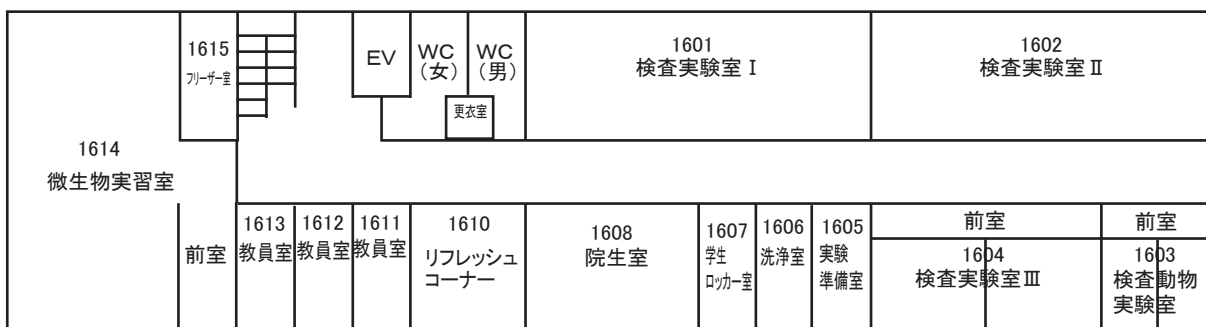 1615
フリーザー室
EV
WC
（女）
WC
（男）
更衣室
1601
検査実験室Ⅰ
1602
検査実験室Ⅱ
1614
微生物実習室
前室
1613
教員室
1612
教員室
1611
教員室
1610
リフレッシュ
コーナー
1608
院生室
1607
学生
ロッカー室
1606
洗浄室
1605
実験
準備室
前室
1604
検査実験室Ⅲ
前室
1603
検査動物
実験室